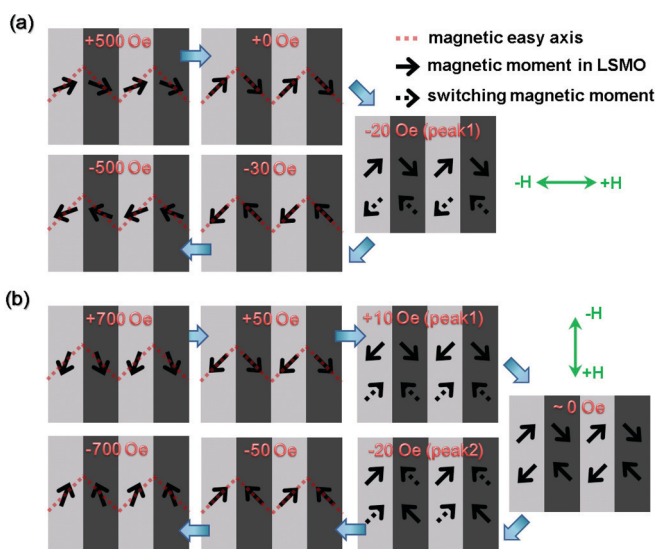 (a)
+500 Oe
+0 Oe
magnetic easy axis
magnetic moment in LSMO
switching magnetic moment
-20 Oe (peak1)
-500 Oe
-30 Oe
-H
+H
(b)
+700 Oe
+50 Oe
+10 Oe (peak1)
-H
+H
~ 0 Oe
-700 Oe
-50 Oe
-20 Oe (peak2)